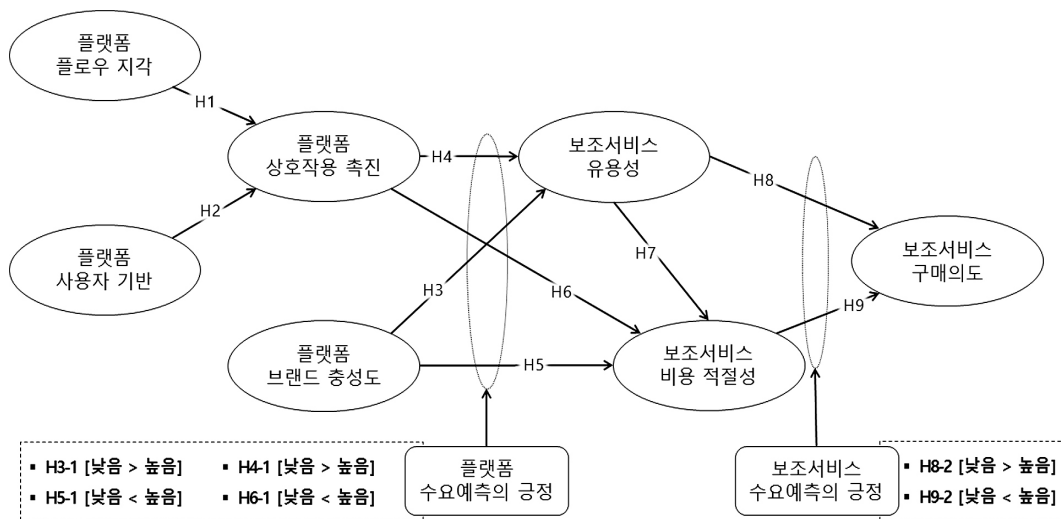 플랫폼
플로우 지각
H1
플랫폼
상호작용 촉진
H2
플랫폼
사용자 기반
H4
보조서비스
유용성
H8
H7
보조서비스
구매의도
H3
H6
H9
플랫폼
브랜드 충성도
H5
보조서비스
비용 적절성
▪ H3-1 [낮음 > 높음] ▪ H4-1 [낮음 > 높음]
▪ H5-1 [낮음 < 높음] ▪ H6-1 [낮음 < 높음]
플랫폼
수요예측의 긍정
보조서비스
수요예측의 긍정
▪ H8-2 [낮음 > 높음]
▪ H9-2 [낮음 < 높음]